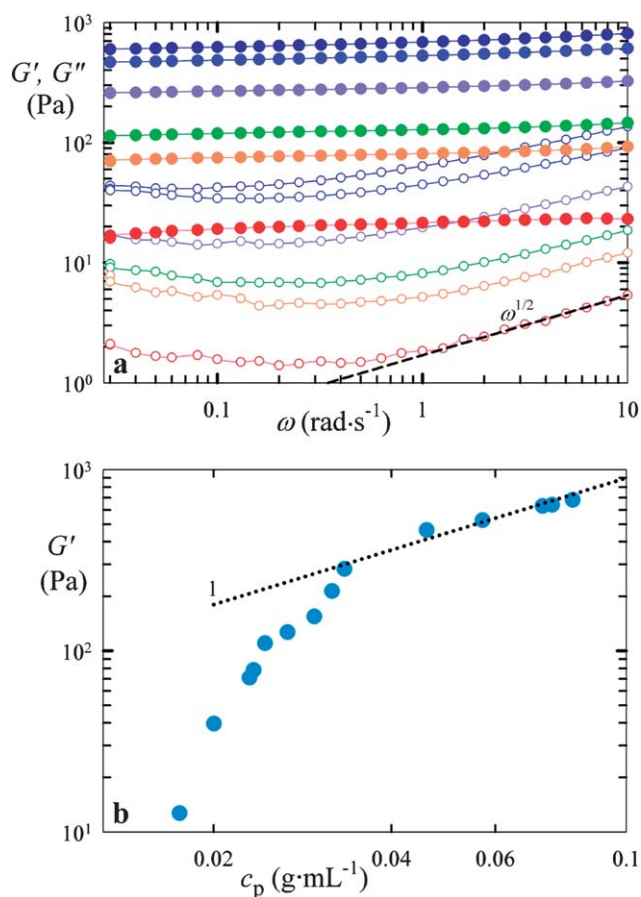 10³
G′, G″
(Pa)
10²
10¹
ω^{1/2}
a
10⁰
0.1 1 10
ω (rad·s⁻¹)
10³
G′
(Pa)
1
10²
b
10¹
0.02 0.04 0.06 0.1
cₚ (g·mL⁻¹)